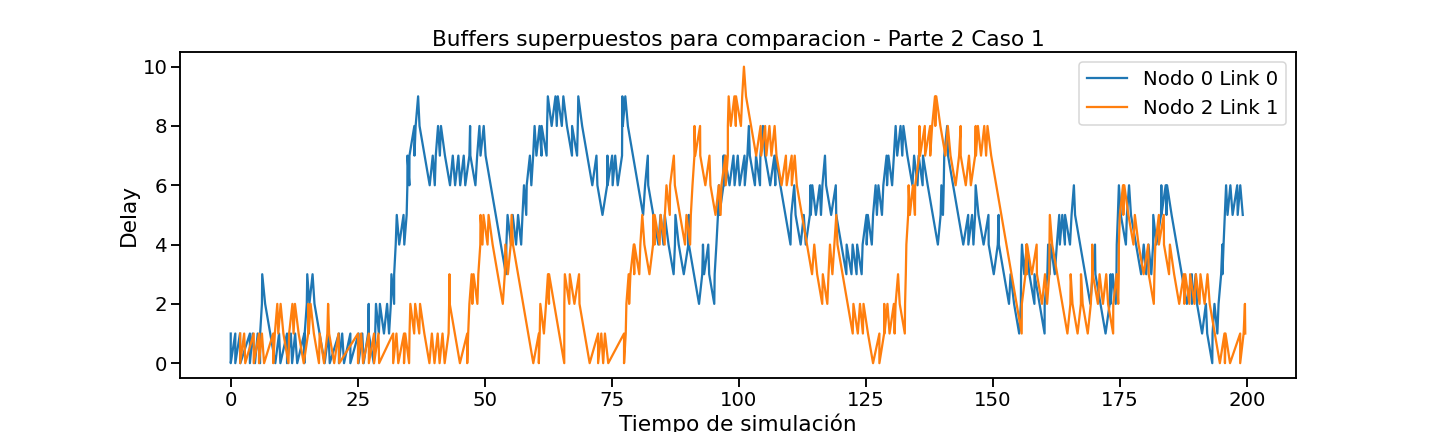 Buffers superpuestos para comparacion - Parte 2 Caso 1
Nodo 0 Link 0
Nodo 2 Link 1
Delay
10
8
6
4
2
0
0 25 50 75 100 125 150 175 200
Tiempo de simulación